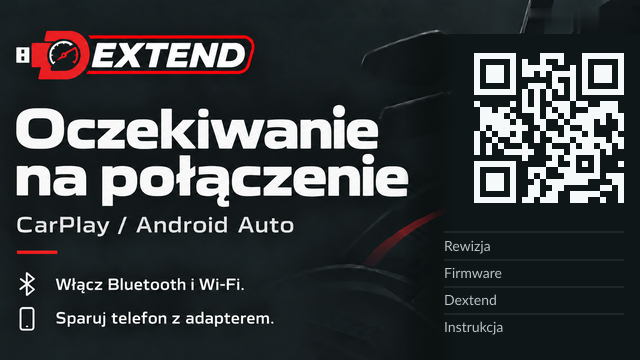 DEXTEND
Oczekiwanie
na połączenie
CarPlay / Android Auto
Włącz Bluetooth i Wi-Fi.
Sparuj telefon z adapterem.
Rewizja
Firmware
Dextend
Instrukcja